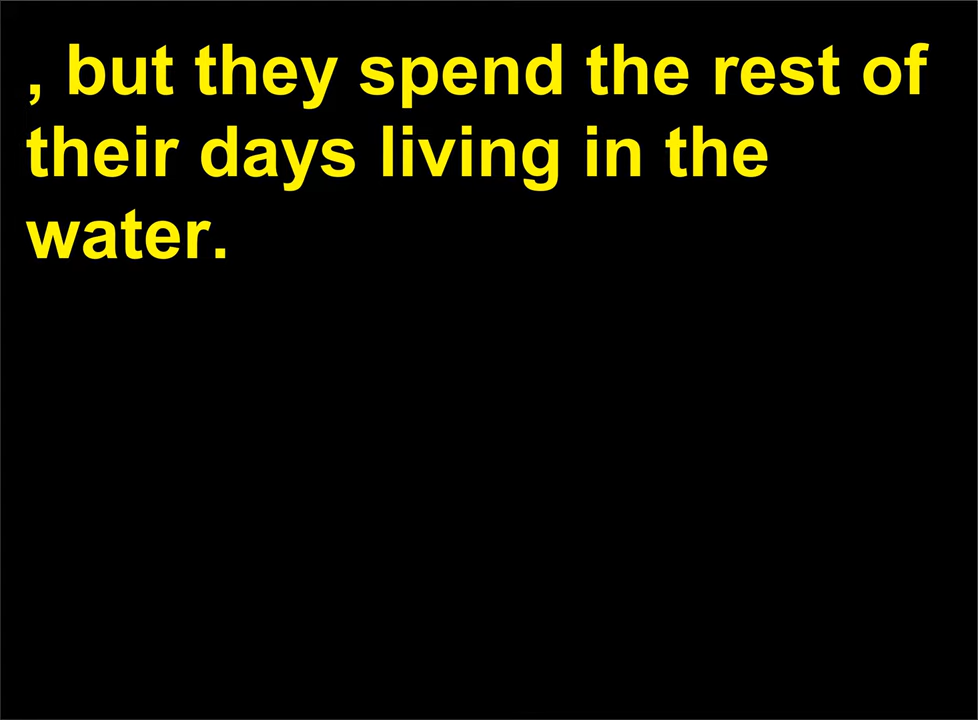 , but they spend the rest of
their days living in the
water.